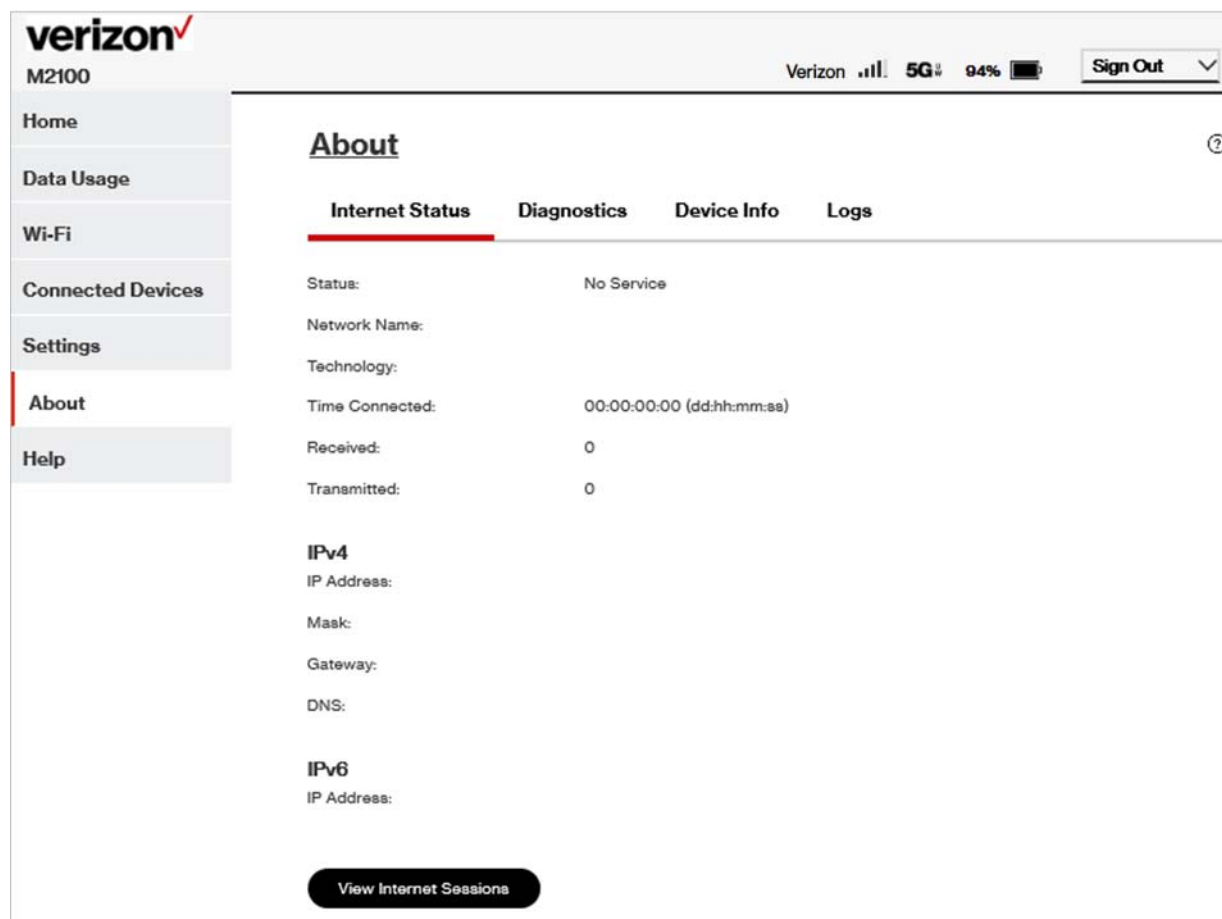 verizon
M2100
Verizon 5G 94% Sign Out
Home
Data Usage
Wi-Fi
Connected Devices
Settings
About
Help
About
?
Internet Status Diagnostics Device Info Logs
Status: No Service
Network Name:
Technology:
Time Connected: 00:00:00:00 (dd:hh:mm:ss)
Received: 0
Transmitted: 0
IPv4
IP Address:
Mask:
Gateway:
DNS:
IPv6
IP Address:
View Internet Sessions